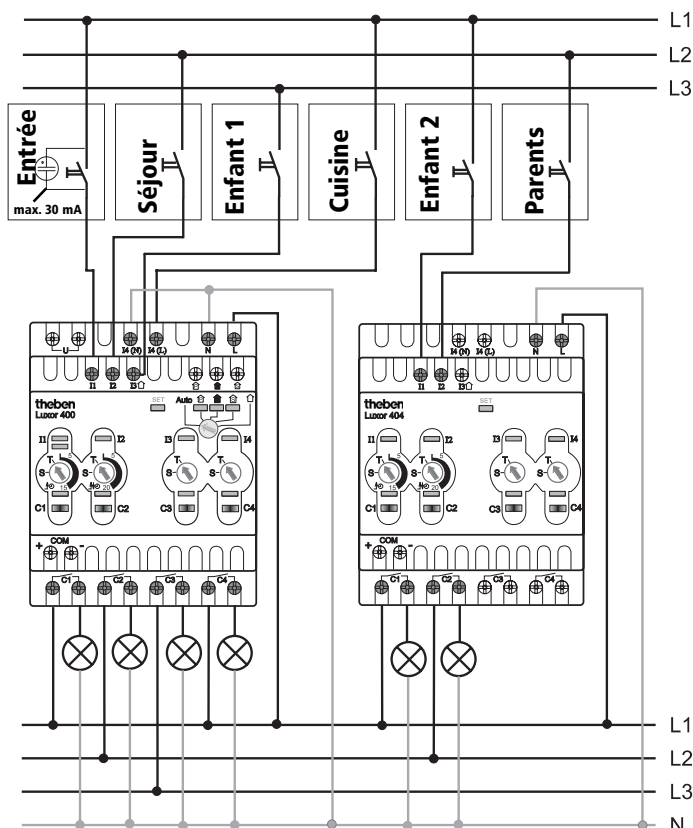 L1
L2
L3
Entrée
max. 30 mA
Séjour
Enfant 1
Cuisine
Enfant 2
Parents
U
I4 (N)
I4 (L)
N
L
I1
I2
I3
theben
Luxor 400
SET
Auto
I1
I2
I3
I4
T
L
5
S
15
T
L
5
S
20
T
S
T
S
C1
C2
C3
C4
+
COM
-
C1
C2
C3
C4
I4 (N)
I4 (L)
N
L
I1
I2
I3
theben
Luxor 404
SET
I1
I2
I3
I4
T
L
5
S
15
T
L
5
S
20
T
S
T
S
C1
C2
C3
C4
+
COM
-
C1
C2
C3
C4
L1
L2
L3
N